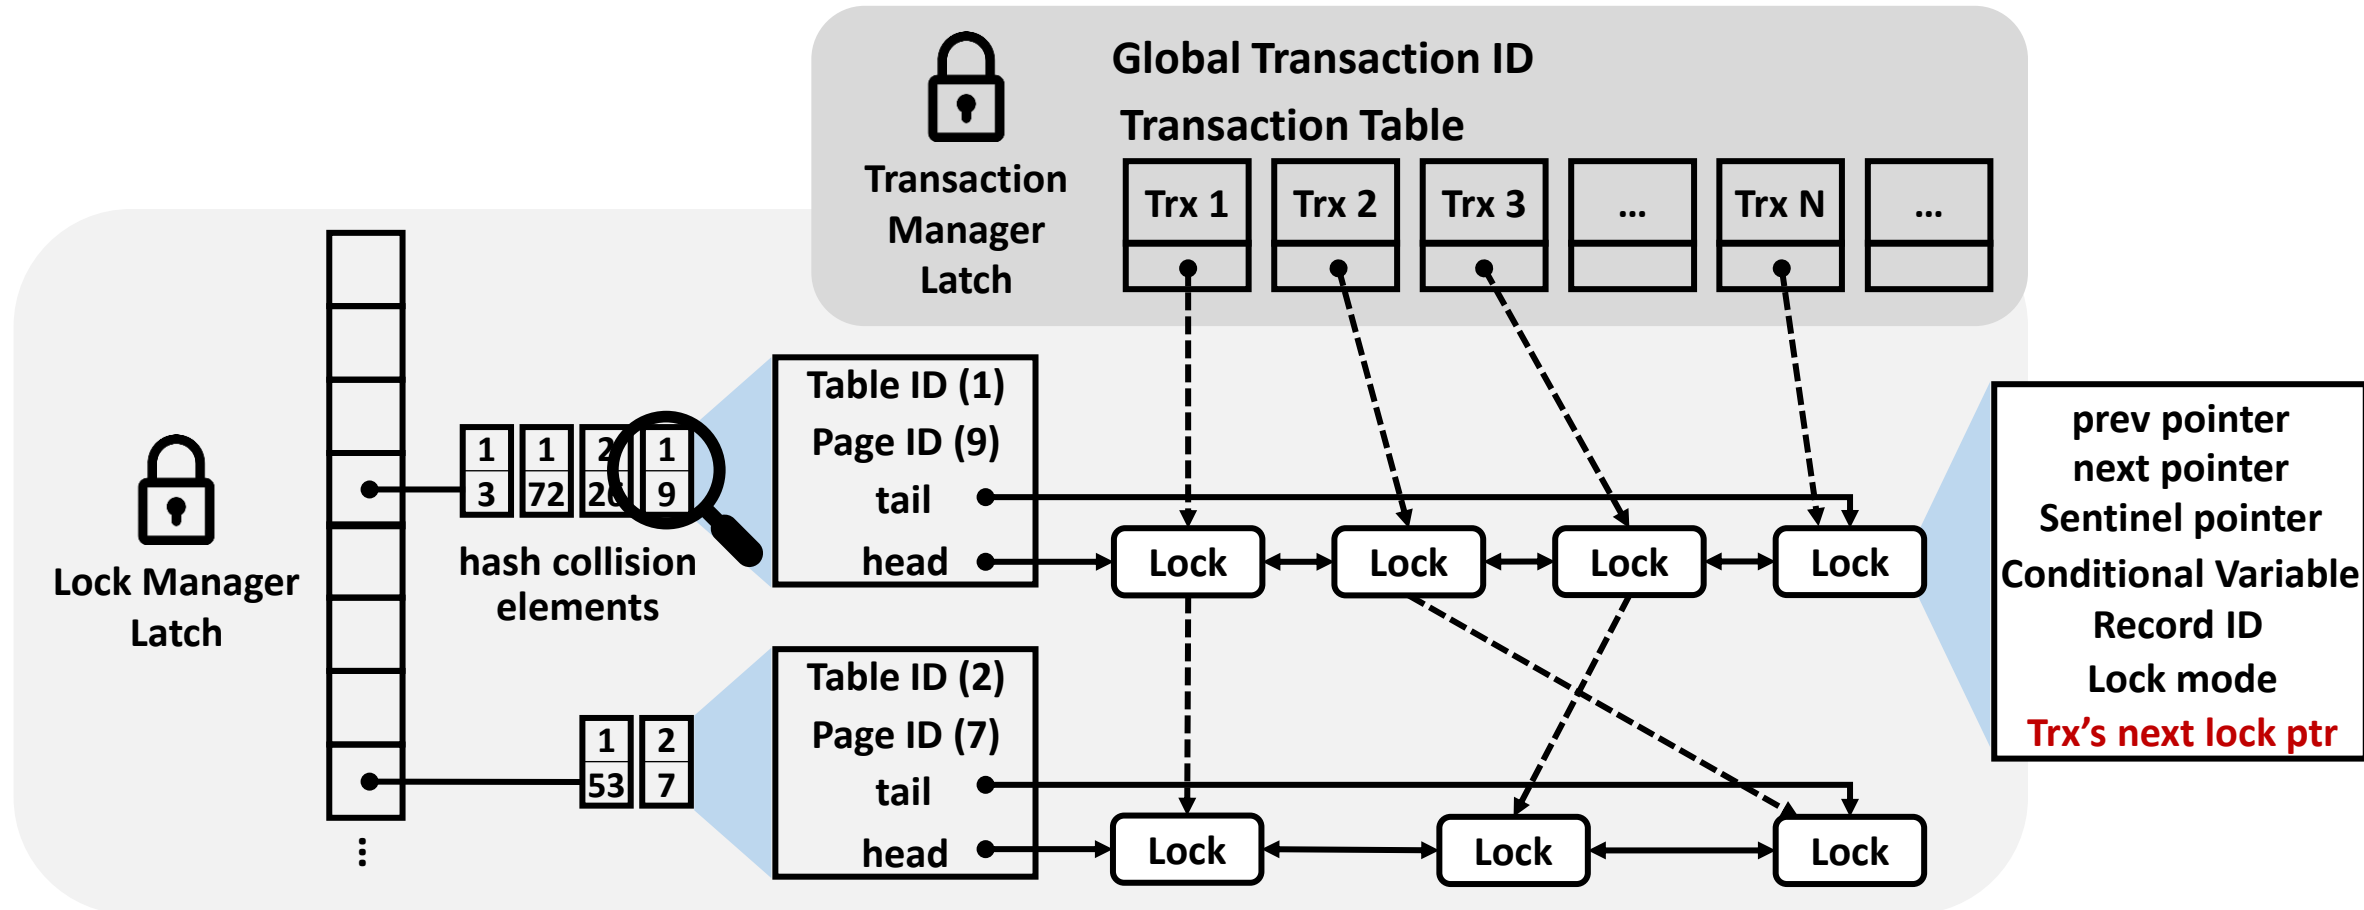 Global Transaction ID
Transaction Table
Transaction
Manager
Latch
Trx 1
Trx 2
Trx 3
...
Trx N
...
Lock Manager
Latch
1
3
1
72
2
26
1
9
hash collision
elements
Table ID (1)
Page ID (9)
tail
head
Lock
Lock
Lock
Lock
prev pointer
next pointer
Sentinel pointer
Conditional Variable
Record ID
Lock mode
Trx's next lock ptr
1
53
2
7
Table ID (2)
Page ID (7)
tail
head
Lock
Lock
Lock
...